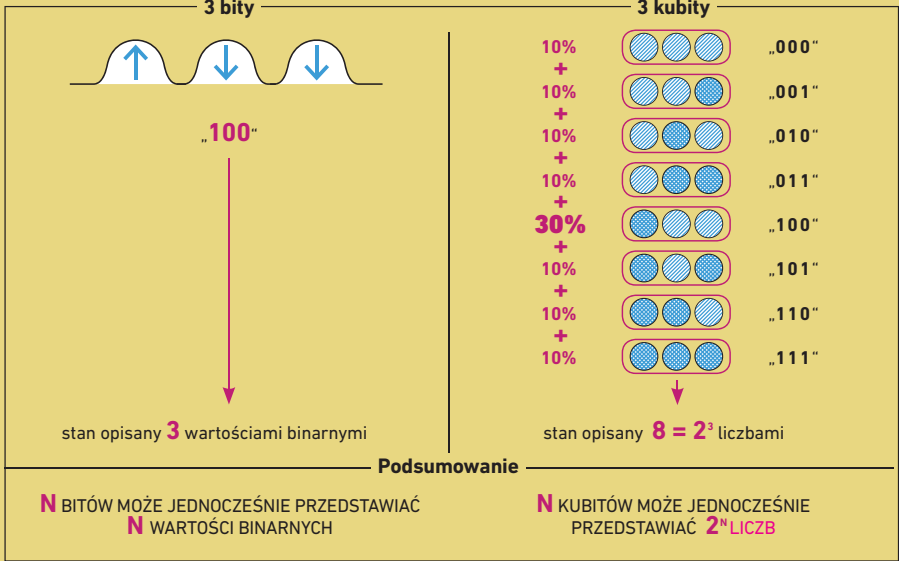 3 bity
„100“
stan opisany 3 wartościami binarnymi
3 kubity
10% „000“
+
10% „001“
+
10% „010“
+
10% „011“
+
30% „100“
+
10% „101“
+
10% „110“
+
10% „111“
stan opisany 8 = 2³ liczbami
Podsumowanie
N BITÓW MOŻE JEDNOCZEŚNIE PRZEDSTAWIAĆ
N WARTOŚCI BINARNYCH
N KUBITÓW MOŻE JEDNOCZEŚNIE
PRZEDSTAWIAĆ 2ᴺ LICZB